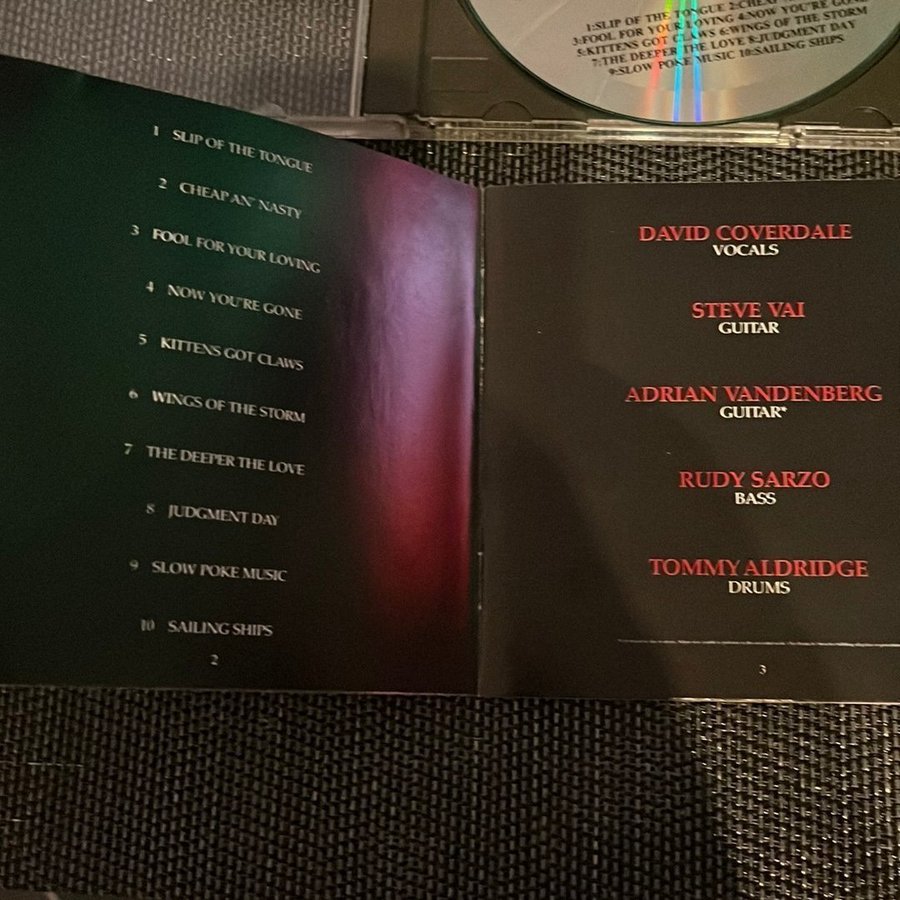 1:SLIP OF THE TONGUE 2:CHEAP
3:FOOL FOR YOUR LOVING 4:NOW YOU'RE GONE
5:KITTENS GOT CLAWS 6:WINGS OF THE STORM
7:THE DEEPER THE LOVE 8:JUDGMENT DAY
9:SLOW POKE MUSIC 10:SAILING SHIPS
1 SLIP OF THE TONGUE
2 CHEAP AN' NASTY
3 FOOL FOR YOUR LOVING
4 NOW YOU'RE GONE
5 KITTENS GOT CLAWS
6 WINGS OF THE STORM
7 THE DEEPER THE LOVE
8 JUDGMENT DAY
9 SLOW POKE MUSIC
10 SAILING SHIPS
2
DAVID COVERDALE
VOCALS
STEVE VAI
GUITAR
ADRIAN VANDENBERG
GUITAR*
RUDY SARZO
BASS
TOMMY ALDRIDGE
DRUMS
3